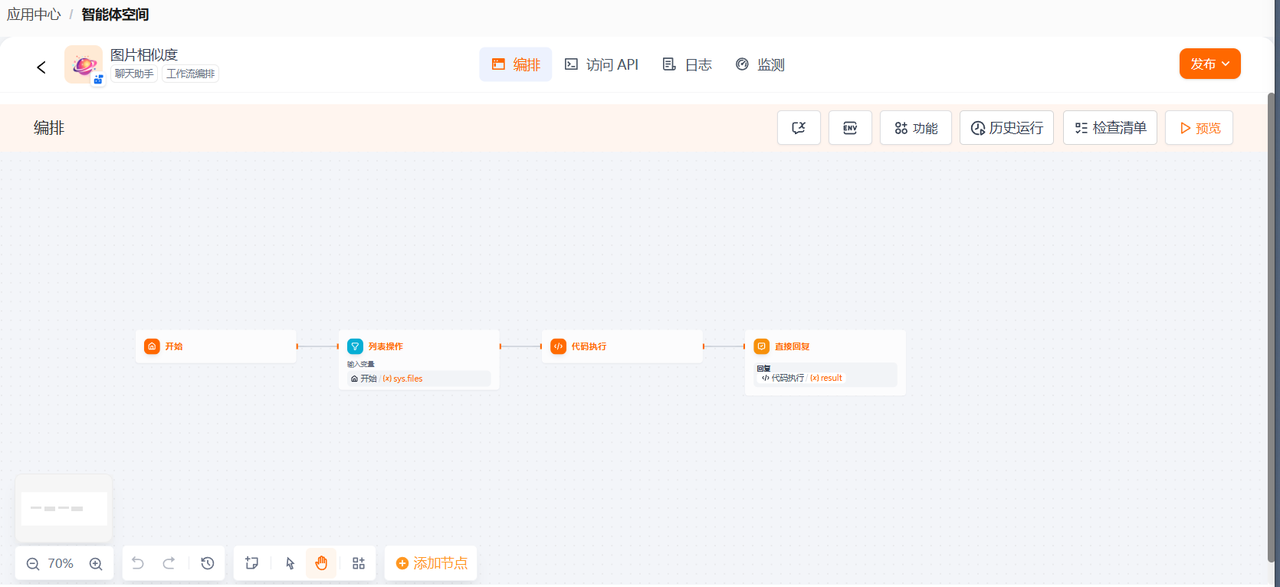 应用中心 / 智能体空间
图片相似度
聊天助手 工作流编排
编排 访问 API 日志 监测
发布
编排
ENV 功能 历史运行 检查清单 预览
开始
列表操作
输入变量
开始 / (x) sys.files
代码执行
直接回复
回复
代码执行 / (x) result
70%
添加节点